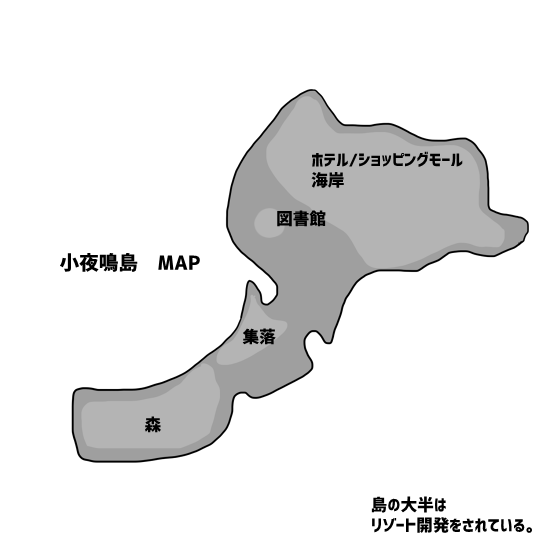 ホテル/ショッピングモール
海岸
図書館
小夜鳴島　MAP
集落
森
島の大半は
リゾート開発をされている。